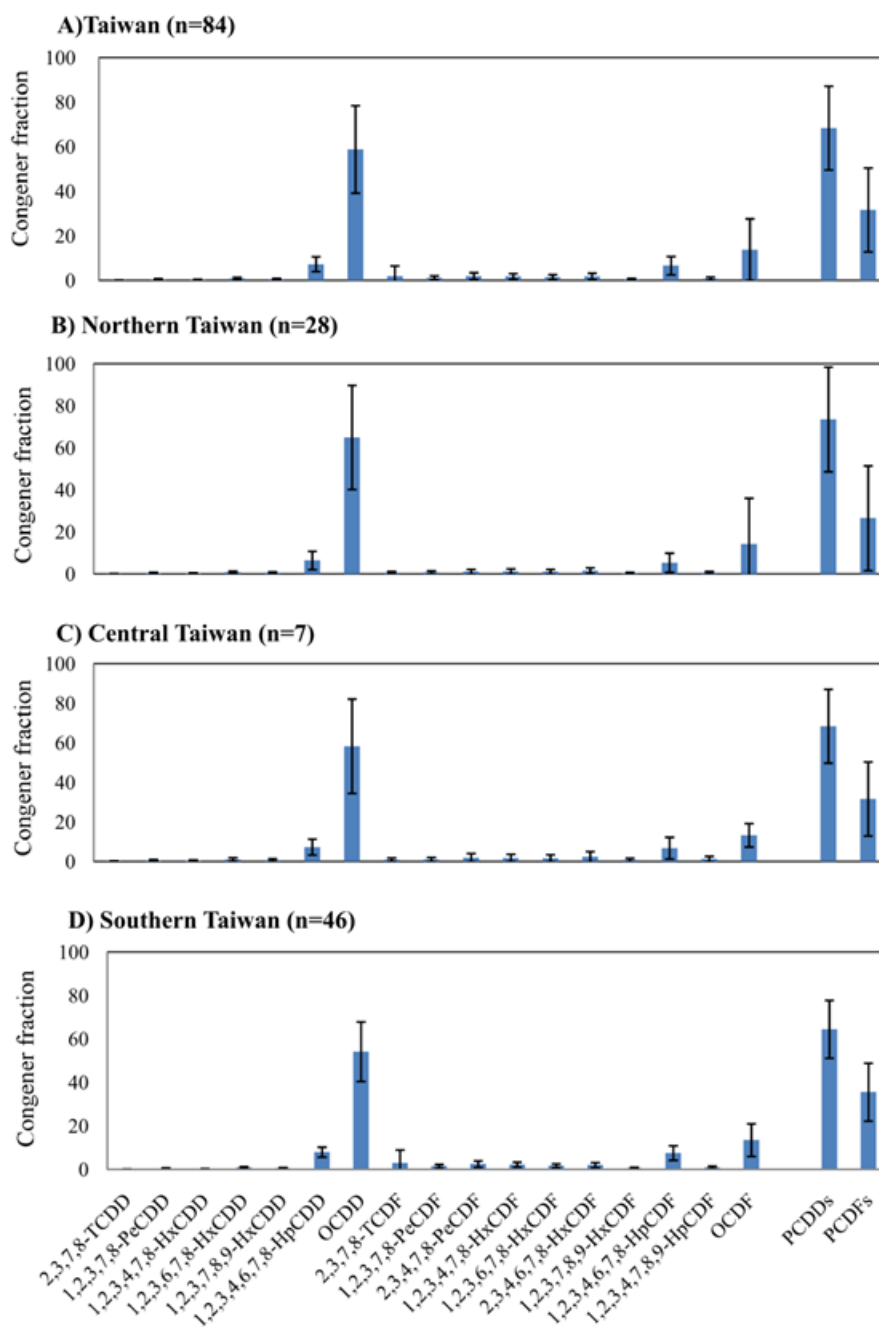 A)Taiwan (n=84)
Congener fraction
100
80
60
40
20
0
B) Northern Taiwan (n=28)
Congener fraction
100
80
60
40
20
0
C) Central Taiwan (n=7)
Congener fraction
100
80
60
40
20
0
D) Southern Taiwan (n=46)
Congener fraction
100
80
60
40
20
0
2,3,7,8-TCDD
1,2,3,7,8-PeCDD
1,2,3,4,7,8-HxCDD
1,2,3,6,7,8-HxCDD
1,2,3,7,8,9-HxCDD
1,2,3,4,6,7,8-HpCDD
OCDD
2,3,7,8-TCDF
1,2,3,7,8-PeCDF
2,3,4,7,8-PeCDF
1,2,3,4,7,8-HxCDF
1,2,3,6,7,8-HxCDF
2,3,4,6,7,8-HxCDF
1,2,3,7,8,9-HxCDF
1,2,3,4,6,7,8-HpCDF
1,2,3,4,7,8,9-HpCDF
OCDF
PCDDs
PCDFs